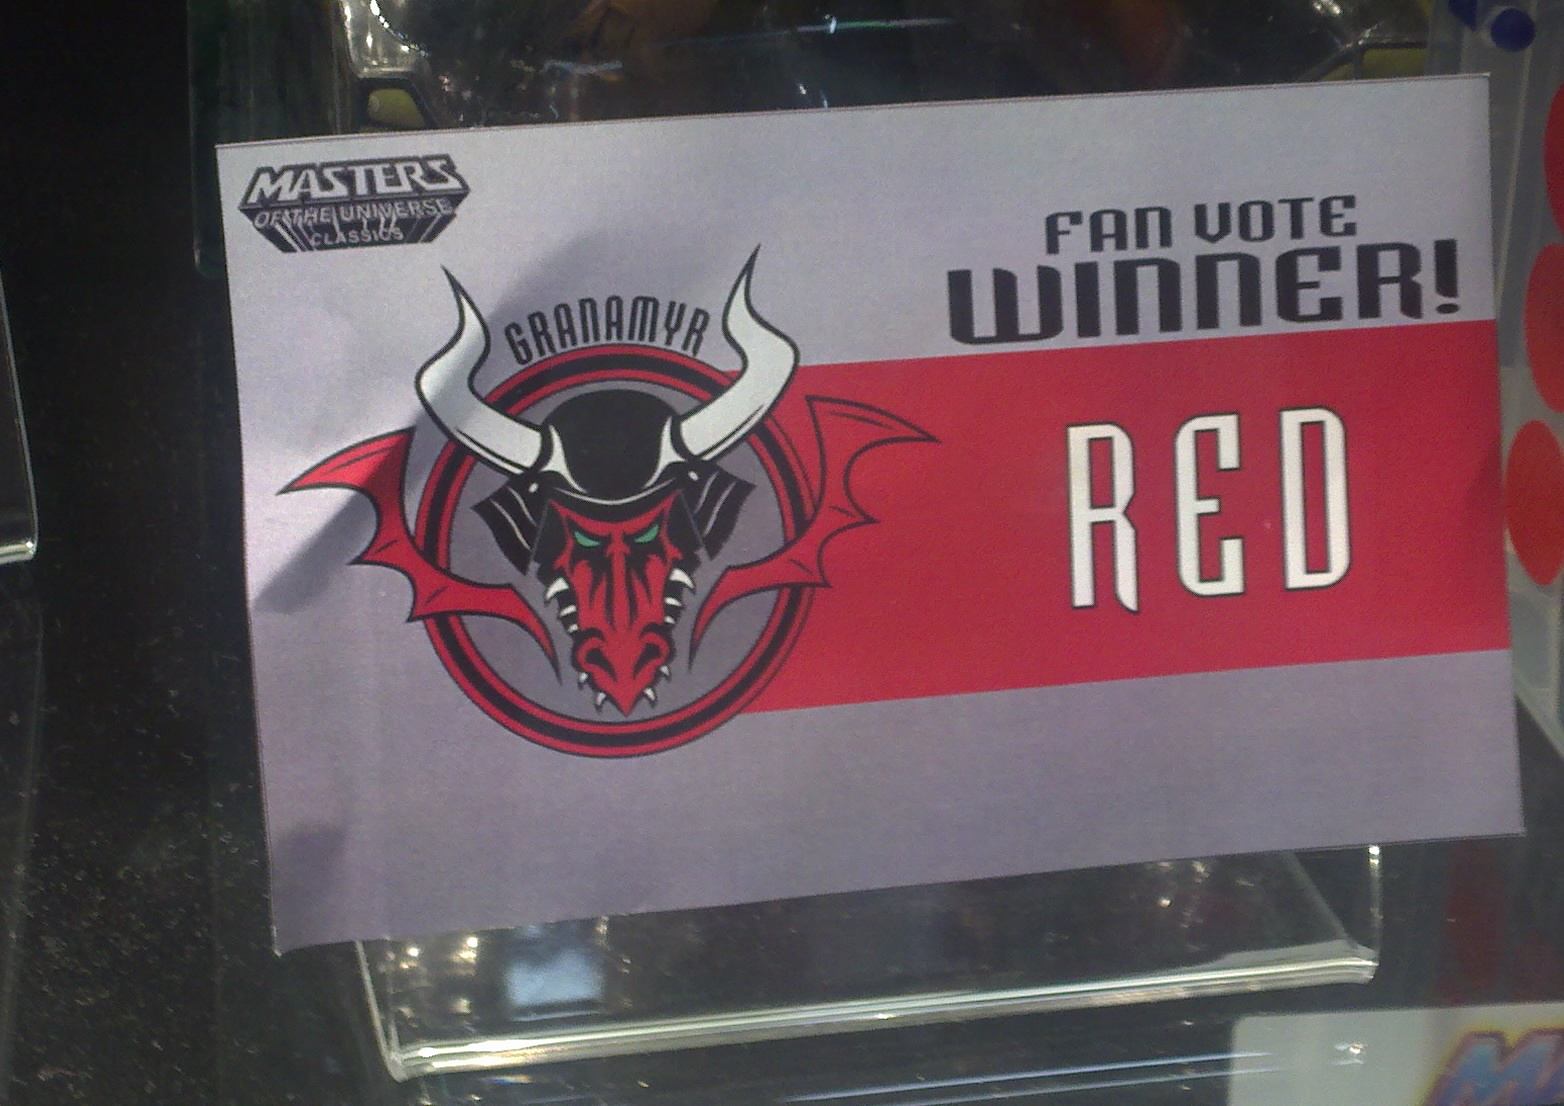 MASTERS
OF THE UNIVERSE
CLASSICS
GRANAMYR
FAN VOTE
WINNER!
RED